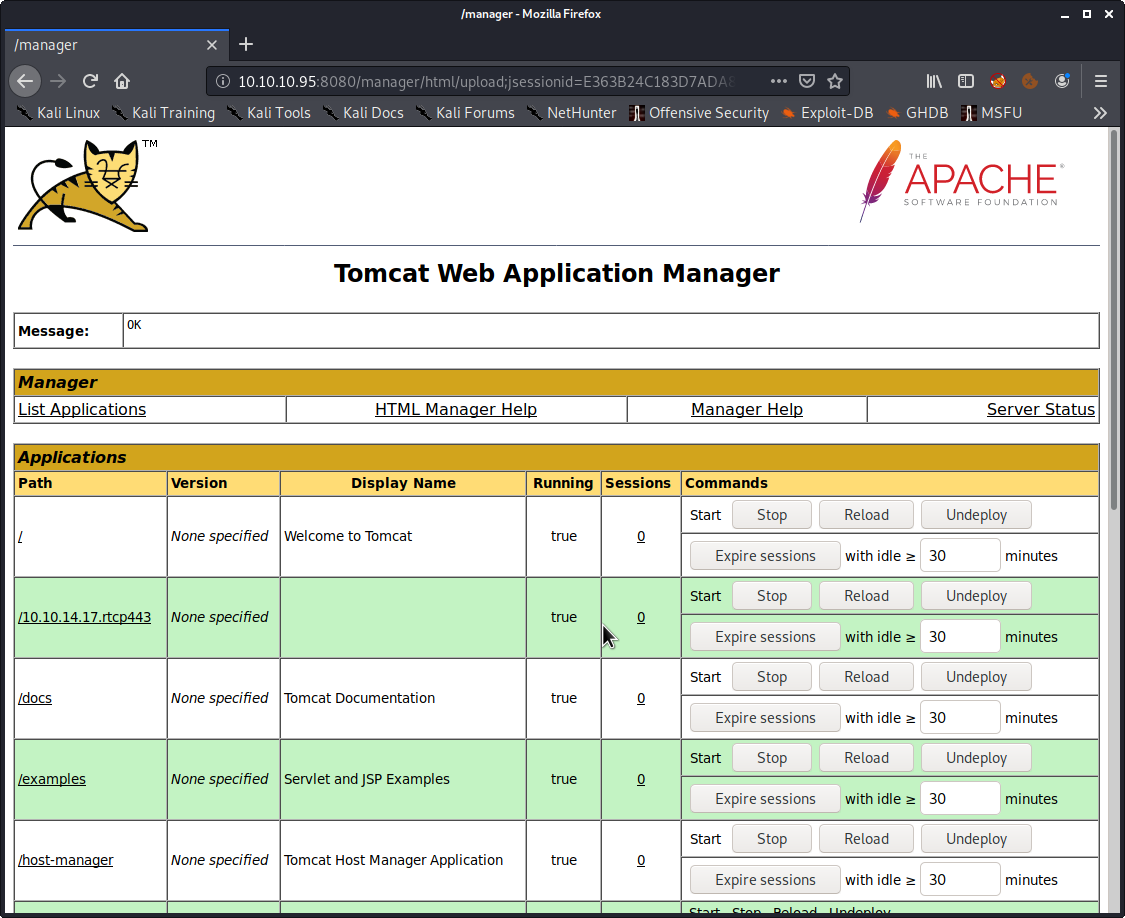 /manager - Mozilla Firefox
/manager
10.10.10.95:8080/manager/html/upload;jsessionid=E363B24C183D7ADA8
Kali Linux Kali Training Kali Tools Kali Docs Kali Forums NetHunter Offensive Security Exploit-DB GHDB MSFU
TM
THE
APACHE®
SOFTWARE FOUNDATION
Tomcat Web Application Manager
Message: OK
Manager
List Applications HTML Manager Help Manager Help Server Status
Applications
Path Version Display Name Running Sessions Commands
/ None specified Welcome to Tomcat true 0 Start Stop Reload Undeploy
Expire sessions with idle ≥ 30 minutes
/10.10.14.17.rtcp443 None specified true 0 Start Stop Reload Undeploy
Expire sessions with idle ≥ 30 minutes
/docs None specified Tomcat Documentation true 0 Start Stop Reload Undeploy
Expire sessions with idle ≥ 30 minutes
/examples None specified Servlet and JSP Examples true 0 Start Stop Reload Undeploy
Expire sessions with idle ≥ 30 minutes
/host-manager None specified Tomcat Host Manager Application true 0 Start Stop Reload Undeploy
Expire sessions with idle ≥ 30 minutes
Start Stop Reload Undeploy